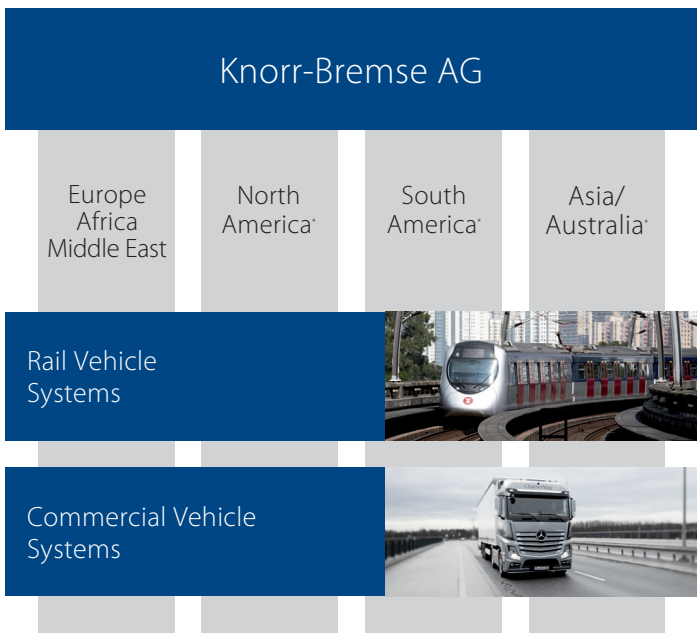 Knorr-Bremse AG
Europe
Africa
Middle East
North
America*
South
America*
Asia/
Australia*
Rail Vehicle
Systems
Commercial Vehicle
Systems